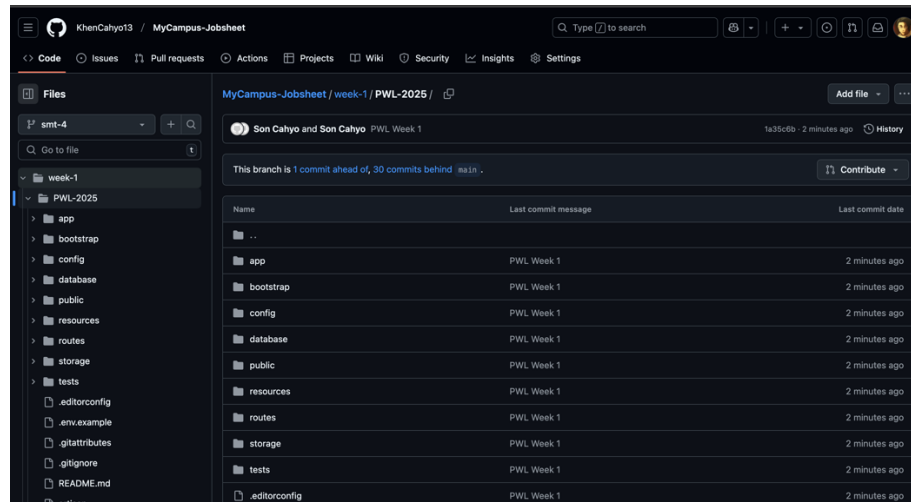 KhenCahyo13 / MyCampus-Jobsheet
Type / to search
Code Issues Pull requests Actions Projects Wiki Security Insights Settings
Files
smt-4
Go to file t
week-1
PWL-2025
app
bootstrap
config
database
public
resources
routes
storage
tests
.editorconfig
.env.example
.gitattributes
.gitignore
README.md
MyCampus-Jobsheet / week-1 / PWL-2025 /
Add file
Son Cahyo and Son Cahyo PWL Week 1
1a35c6b · 2 minutes ago History
This branch is 1 commit ahead of, 30 commits behind main .
Contribute
Name Last commit message Last commit date
..
app PWL Week 1 2 minutes ago
bootstrap PWL Week 1 2 minutes ago
config PWL Week 1 2 minutes ago
database PWL Week 1 2 minutes ago
public PWL Week 1 2 minutes ago
resources PWL Week 1 2 minutes ago
routes PWL Week 1 2 minutes ago
storage PWL Week 1 2 minutes ago
tests PWL Week 1 2 minutes ago
.editorconfig PWL Week 1 2 minutes ago